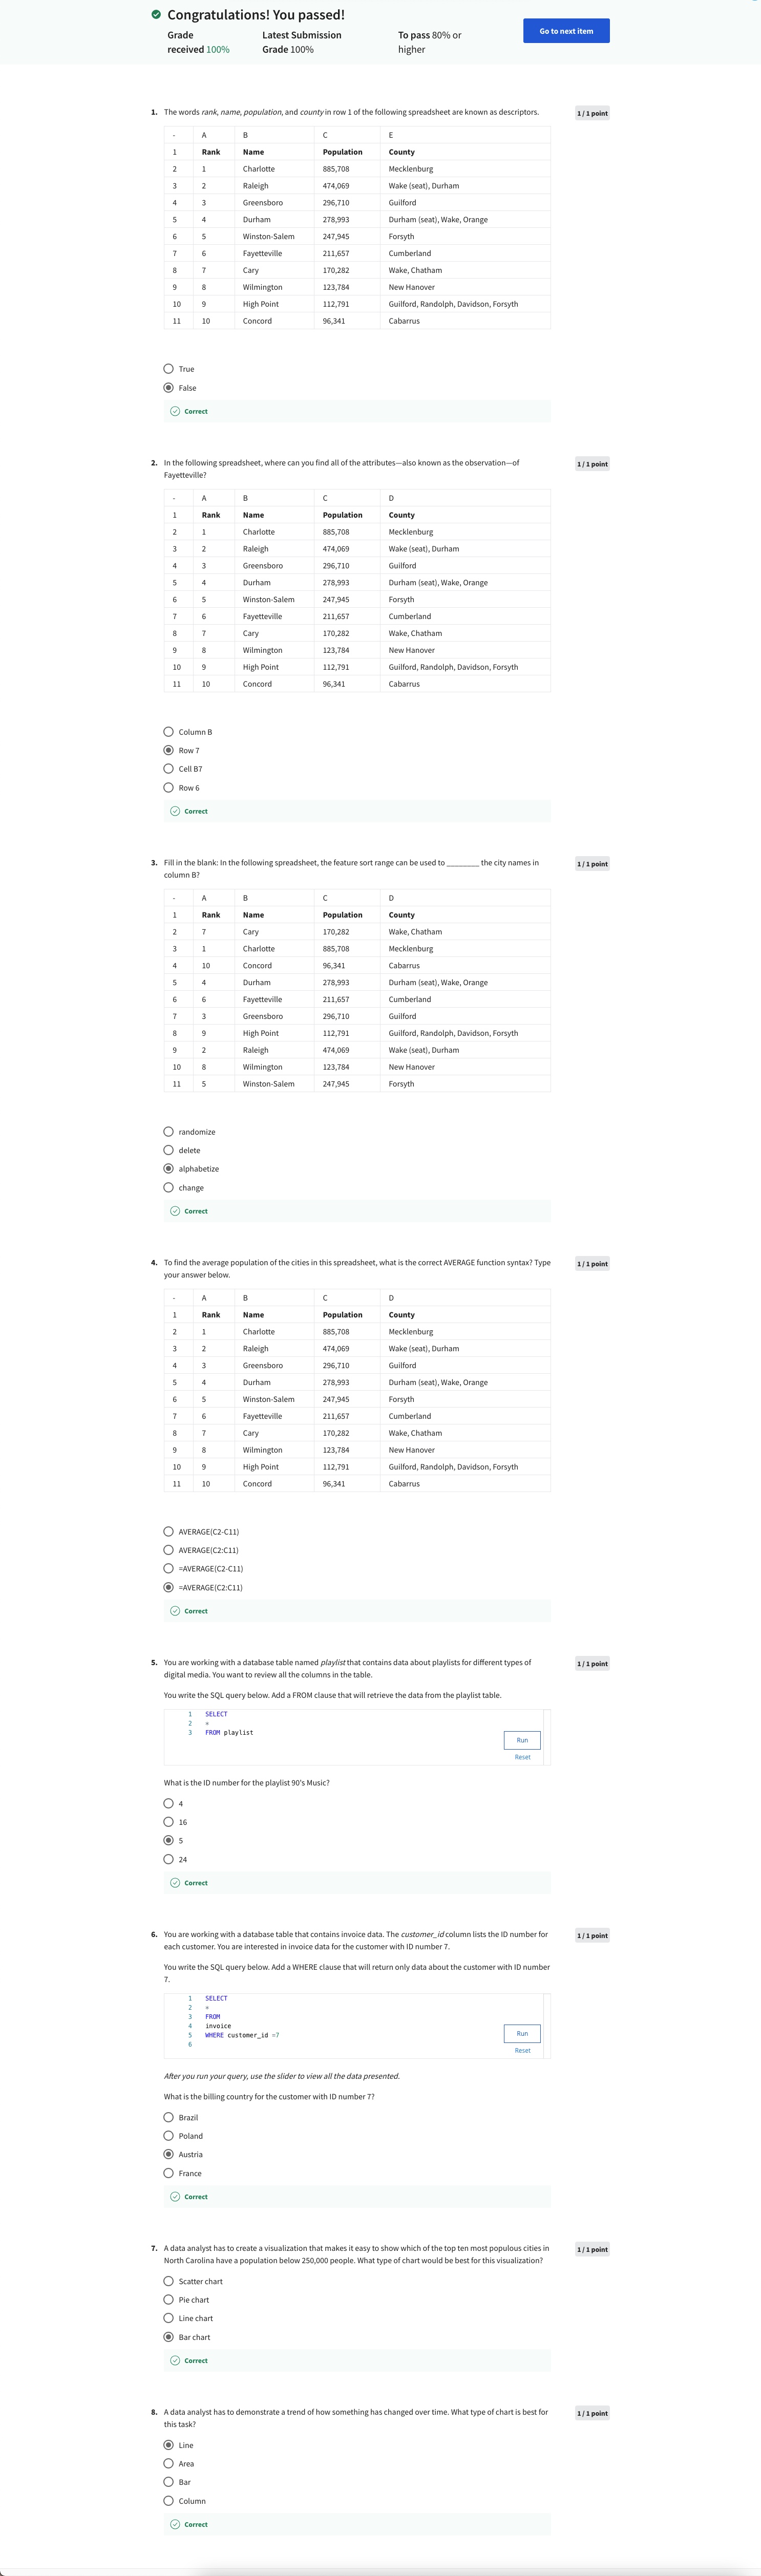 Congratulations! You passed!
Grade received 100%
Latest Submission Grade 100%
To pass 80% or higher
Go to next item
1. The words rank, name, population, and county in row 1 of the following spreadsheet are known as descriptors.
1 / 1 point
- A B C E
1 Rank Name Population County
2 1 Charlotte 885,708 Mecklenburg
3 2 Raleigh 474,069 Wake (seat), Durham
4 3 Greensboro 296,710 Guilford
5 4 Durham 278,993 Durham (seat), Wake, Orange
6 5 Winston-Salem 247,945 Forsyth
7 6 Fayetteville 211,657 Cumberland
8 7 Cary 170,282 Wake, Chatham
9 8 Wilmington 123,784 New Hanover
10 9 High Point 112,791 Guilford, Randolph, Davidson, Forsyth
11 10 Concord 96,341 Cabarrus
True
False
Correct
2. In the following spreadsheet, where can you find all of the attributes—also known as the observation—of
Fayetteville?
1 / 1 point
- A B C D
1 Rank Name Population County
2 1 Charlotte 885,708 Mecklenburg
3 2 Raleigh 474,069 Wake (seat), Durham
4 3 Greensboro 296,710 Guilford
5 4 Durham 278,993 Durham (seat), Wake, Orange
6 5 Winston-Salem 247,945 Forsyth
7 6 Fayetteville 211,657 Cumberland
8 7 Cary 170,282 Wake, Chatham
9 8 Wilmington 123,784 New Hanover
10 9 High Point 112,791 Guilford, Randolph, Davidson, Forsyth
11 10 Concord 96,341 Cabarrus
Column B
Row 7
Cell B7
Row 6
Correct
3. Fill in the blank: In the following spreadsheet, the feature sort range can be used to ________ the city names in
column B?
1 / 1 point
- A B C D
1 Rank Name Population County
2 7 Cary 170,282 Wake, Chatham
3 1 Charlotte 885,708 Mecklenburg
4 10 Concord 96,341 Cabarrus
5 4 Durham 278,993 Durham (seat), Wake, Orange
6 6 Fayetteville 211,657 Cumberland
7 3 Greensboro 296,710 Guilford
8 9 High Point 112,791 Guilford, Randolph, Davidson, Forsyth
9 2 Raleigh 474,069 Wake (seat), Durham
10 8 Wilmington 123,784 New Hanover
11 5 Winston-Salem 247,945 Forsyth
randomize
delete
alphabetize
change
Correct
4. To find the average population of the cities in this spreadsheet, what is the correct AVERAGE function syntax? Type
your answer below.
1 / 1 point
- A B C D
1 Rank Name Population County
2 1 Charlotte 885,708 Mecklenburg
3 2 Raleigh 474,069 Wake (seat), Durham
4 3 Greensboro 296,710 Guilford
5 4 Durham 278,993 Durham (seat), Wake, Orange
6 5 Winston-Salem 247,945 Forsyth
7 6 Fayetteville 211,657 Cumberland
8 7 Cary 170,282 Wake, Chatham
9 8 Wilmington 123,784 New Hanover
10 9 High Point 112,791 Guilford, Randolph, Davidson, Forsyth
11 10 Concord 96,341 Cabarrus
AVERAGE(C2-C11)
AVERAGE(C2:C11)
=AVERAGE(C2-C11)
=AVERAGE(C2:C11)
Correct
5. You are working with a database table named playlist that contains data about playlists for different types of
digital media. You want to review all the columns in the table.
1 / 1 point
You write the SQL query below. Add a FROM clause that will retrieve the data from the playlist table.
1 SELECT
2 *
3 FROM playlist
Run
Reset
What is the ID number for the playlist 90's Music?
4
16
5
24
Correct
6. You are working with a database table that contains invoice data. The customer_id column lists the ID number for
each customer. You are interested in invoice data for the customer with ID number 7.
1 / 1 point
You write the SQL query below. Add a WHERE clause that will return only data about the customer with ID number
7.
1 SELECT
2 *
3 FROM
4 invoice
5 WHERE customer_id =7
6
Run
Reset
After you run your query, use the slider to view all the data presented.
What is the billing country for the customer with ID number 7?
Brazil
Poland
Austria
France
Correct
7. A data analyst has to create a visualization that makes it easy to show which of the top ten most populous cities in
North Carolina have a population below 250,000 people. What type of chart would be best for this visualization?
1 / 1 point
Scatter chart
Pie chart
Line chart
Bar chart
Correct
8. A data analyst has to demonstrate a trend of how something has changed over time. What type of chart is best for
this task?
1 / 1 point
Line
Area
Bar
Column
Correct